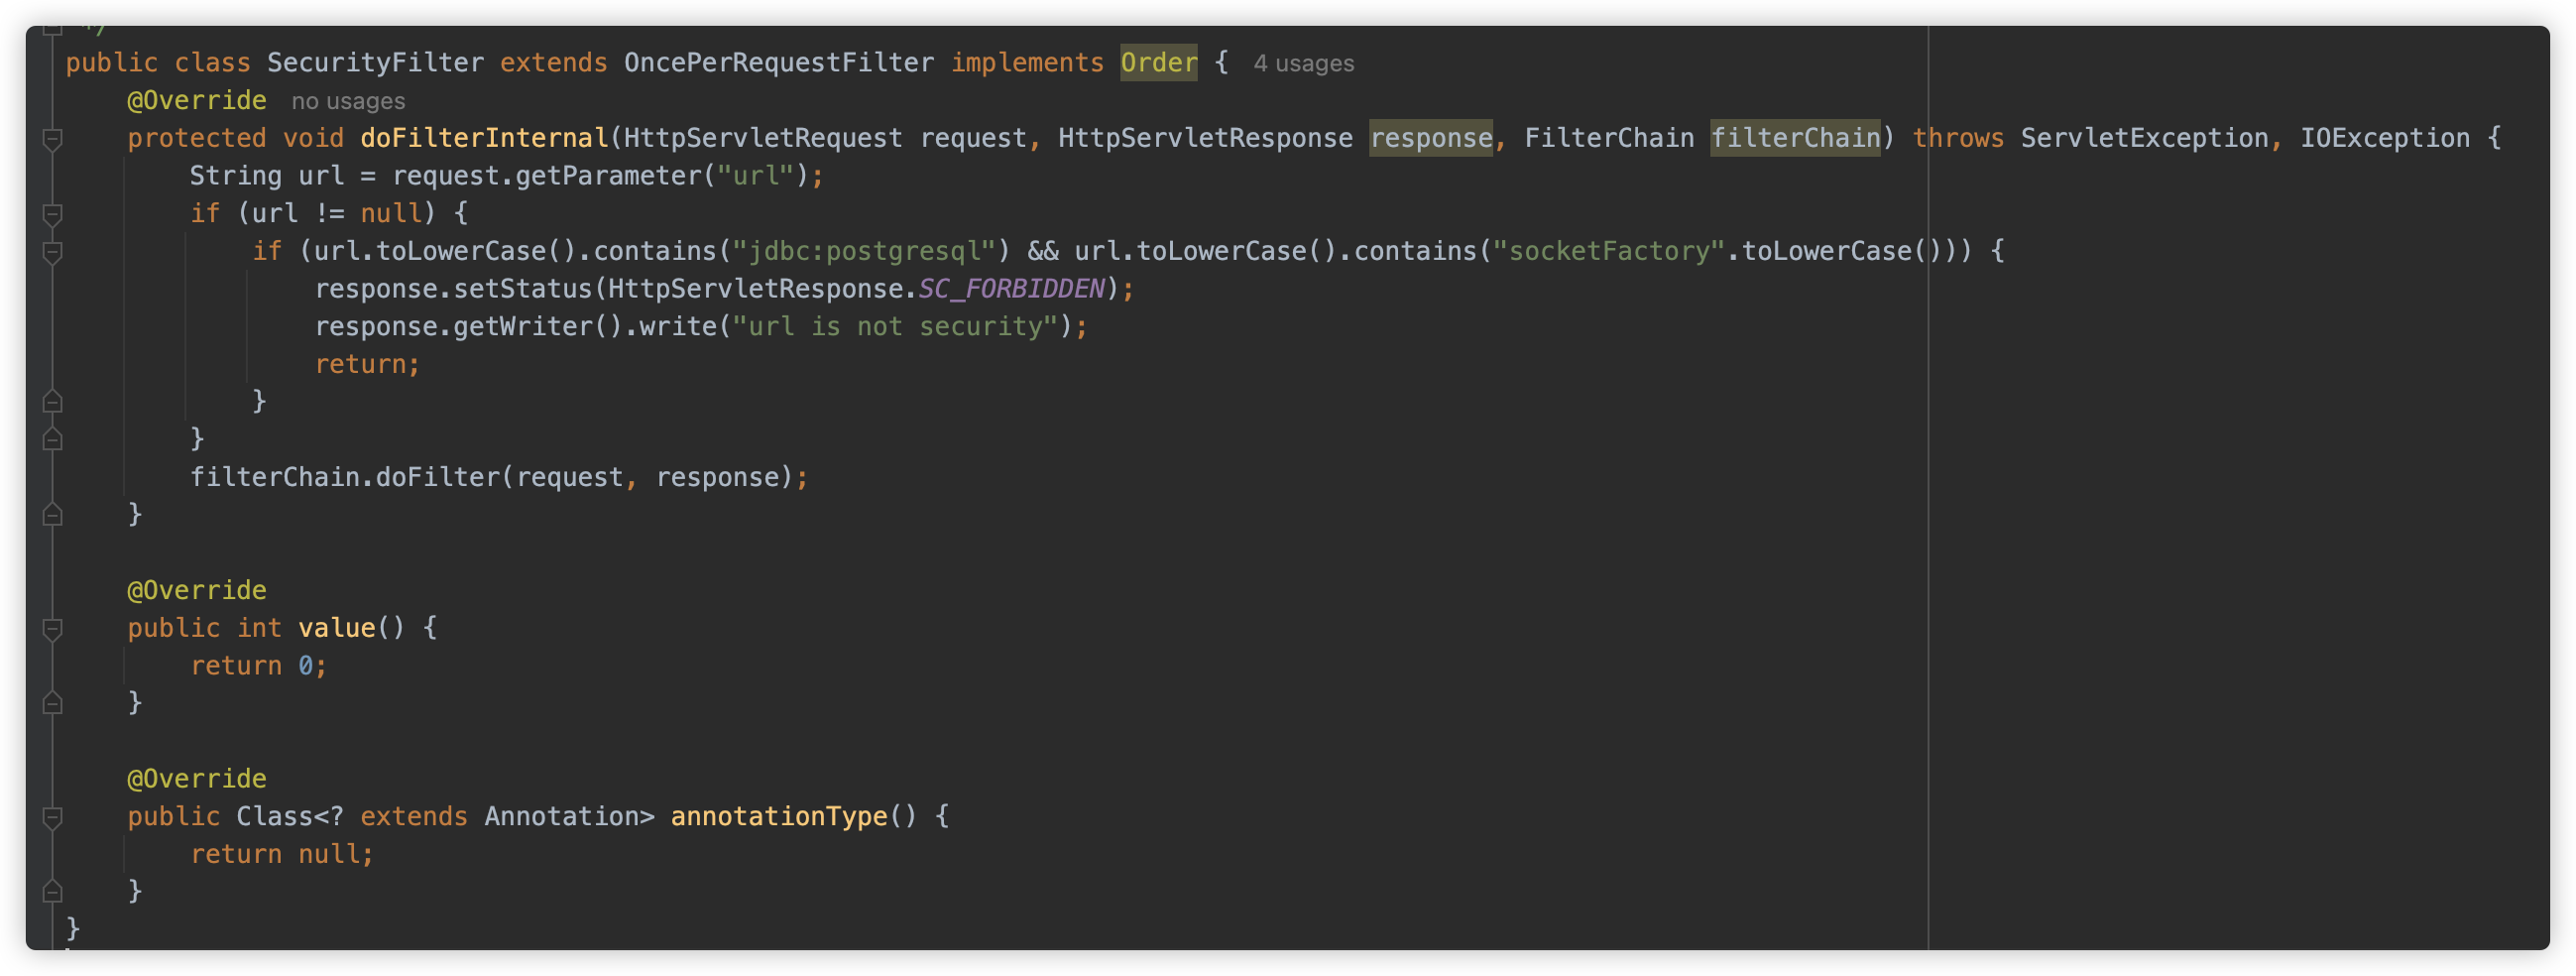 */
public class SecurityFilter extends OncePerRequestFilter implements Order { 4 usages
@Override no usages
protected void doFilterInternal(HttpServletRequest request, HttpServletResponse response, FilterChain filterChain) throws ServletException, IOException {
String url = request.getParameter("url");
if (url != null) {
if (url.toLowerCase().contains("jdbc:postgresql") && url.toLowerCase().contains("socketFactory".toLowerCase())) {
response.setStatus(HttpServletResponse.SC_FORBIDDEN);
response.getWriter().write("url is not security");
return;
}
}
filterChain.doFilter(request, response);
}
@Override
public int value() {
return 0;
}
@Override
public Class<? extends Annotation> annotationType() {
return null;
}
}